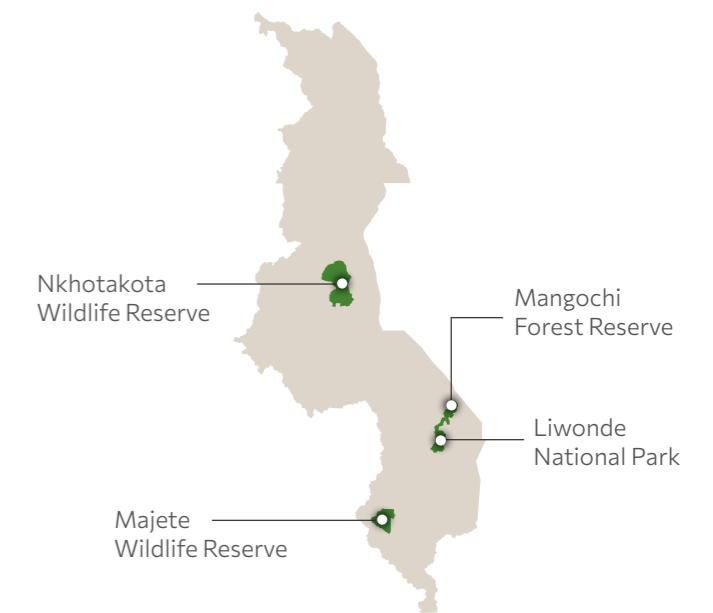 Nkhotakota
Wildlife Reserve
Mangochi
Forest Reserve
Liwonde
National Park
Majete
Wildlife Reserve